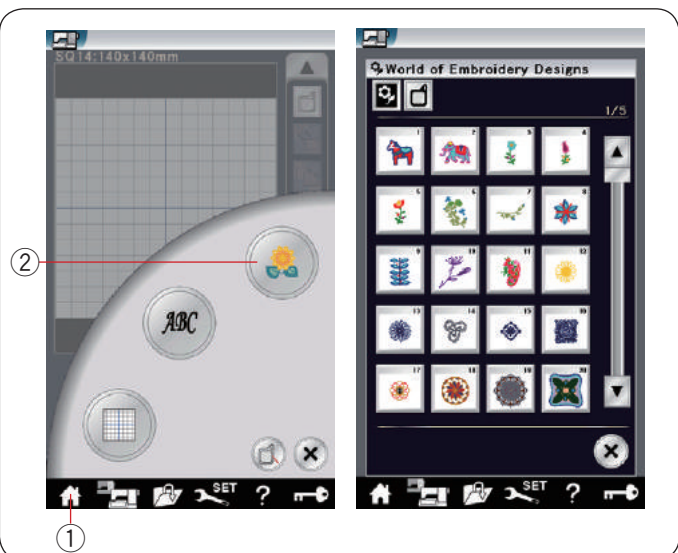 SQ14:140x140mm
②
ABC
SET
?
①
World of Embroidery Designs
1/5
1 2 3 4
5 6 7 8
9 10 11 12
13 14 15 16
17 18 19 20
SET
?